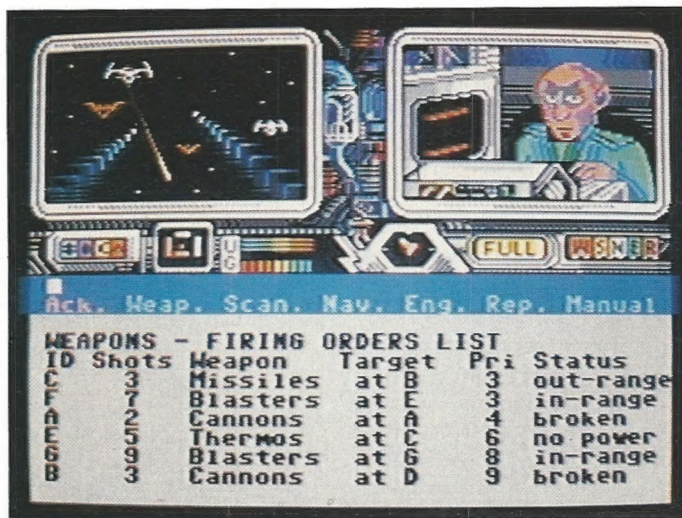 UG
FULL
WSNER
Ack. Weap. Scan. Nav. Eng. Rep. Manual
WEAPONS - FIRING ORDERS LIST
ID Shots Weapon Target Pri Status
C 3 Missiles at B 3 out-range
F 7 Blasters at E 3 in-range
A 2 Cannons at A 4 broken
E 5 Thermos at C 6 no power
G 9 Blasters at G 8 in-range
B 3 Cannons at D 9 broken